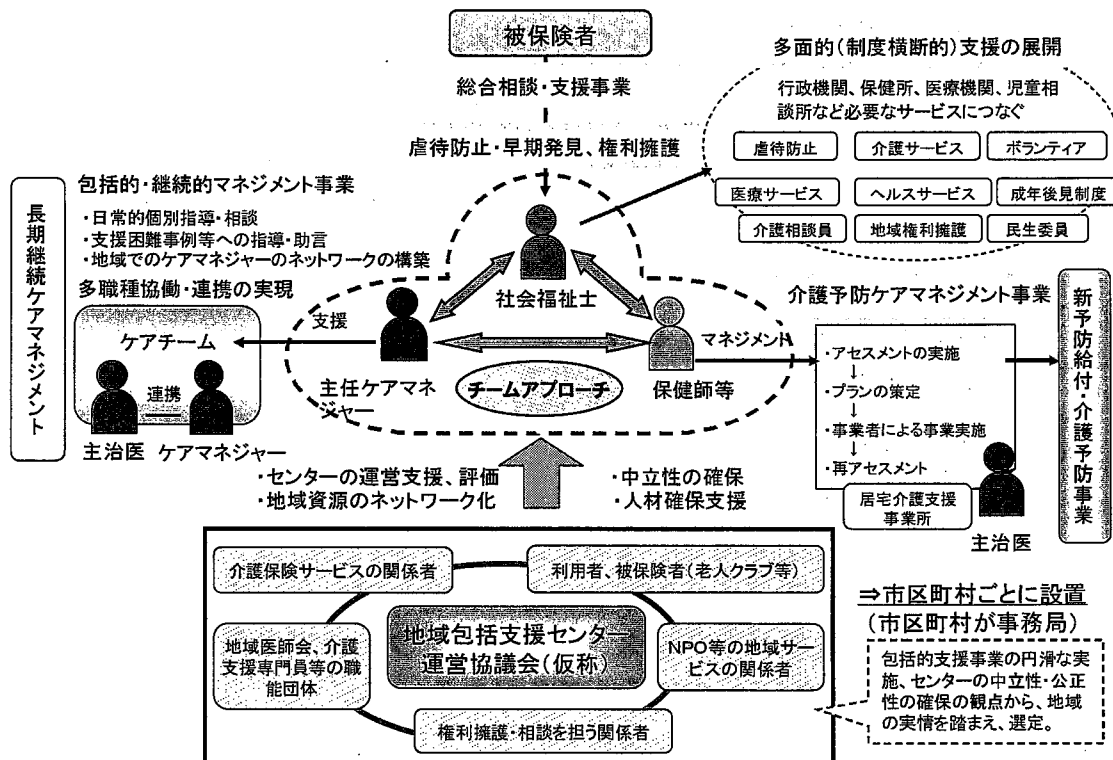 被保険者
総合相談・支援事業
虐待防止・早期発見、権利擁護
多面的（制度横断的）支援の展開
行政機関、保健所、医療機関、児童相
談所など必要なサービスにつなぐ
虐待防止
介護サービス
ボランティア
医療サービス
ヘルスサービス
成年後見制度
介護相談員
地域権利擁護
民生委員
長期継続ケアマネジメント
包括的・継続的マネジメント事業
・日常的個別指導・相談
・支援困難事例等への指導・助言
・地域でのケアマネジャーのネットワークの構築
多職種協働・連携の実現
ケアチーム
連携
主治医
ケアマネジャー
支援
社会福祉士
主任ケアマネ
ジャー
チームアプローチ
保健師等
マネジメント
介護予防ケアマネジメント事業
・アセスメントの実施
↓
・プランの策定
↓
・事業者による事業実施
↓
・再アセスメント
居宅介護支援
事業所
主治医
新予防給付・介護予防事業
・センターの運営支援、評価
・地域資源のネットワーク化
・中立性の確保
・人材確保支援
介護保険サービスの関係者
利用者、被保険者（老人クラブ等）
地域医師会、介護
支援専門員等の職
能団体
地域包括支援センター
運営協議会（仮称）
NPO等の地域サー
ビスの関係者
権利擁護・相談を担う関係者
⇒市区町村ごとに設置
（市区町村が事務局）
包括的支援事業の円滑な実
施、センターの中立性・公正
性の確保の観点から、地域
の実情を踏まえ、選定。